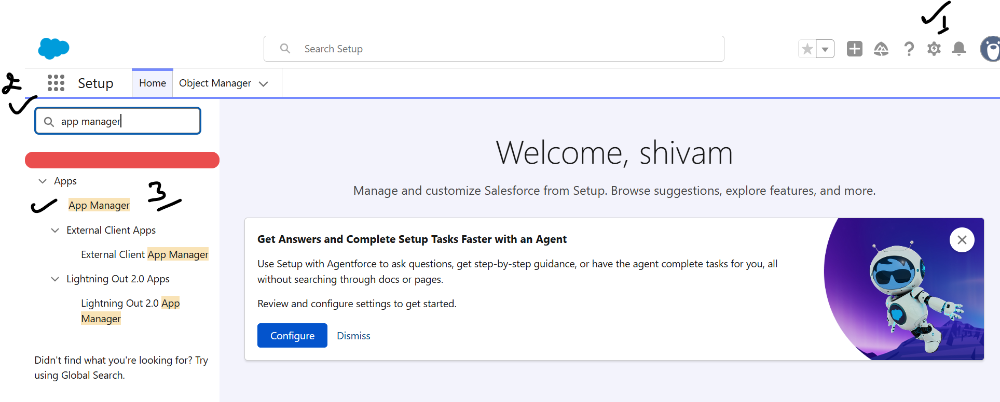 1
Search Setup
2
Setup
Home
Object Manager
app manager
Apps
3
App Manager
External Client Apps
External Client App Manager
Lightning Out 2.0 Apps
Lightning Out 2.0 App
Manager
Didn't find what you're looking for? Try
using Global Search.
Welcome, shivam
Manage and customize Salesforce from Setup. Browse suggestions, explore features, and more.
Get Answers and Complete Setup Tasks Faster with an Agent
Use Setup with Agentforce to ask questions, get step-by-step guidance, or have the agent complete tasks for you, all
without searching through docs or pages.
Review and configure settings to get started.
Configure
Dismiss